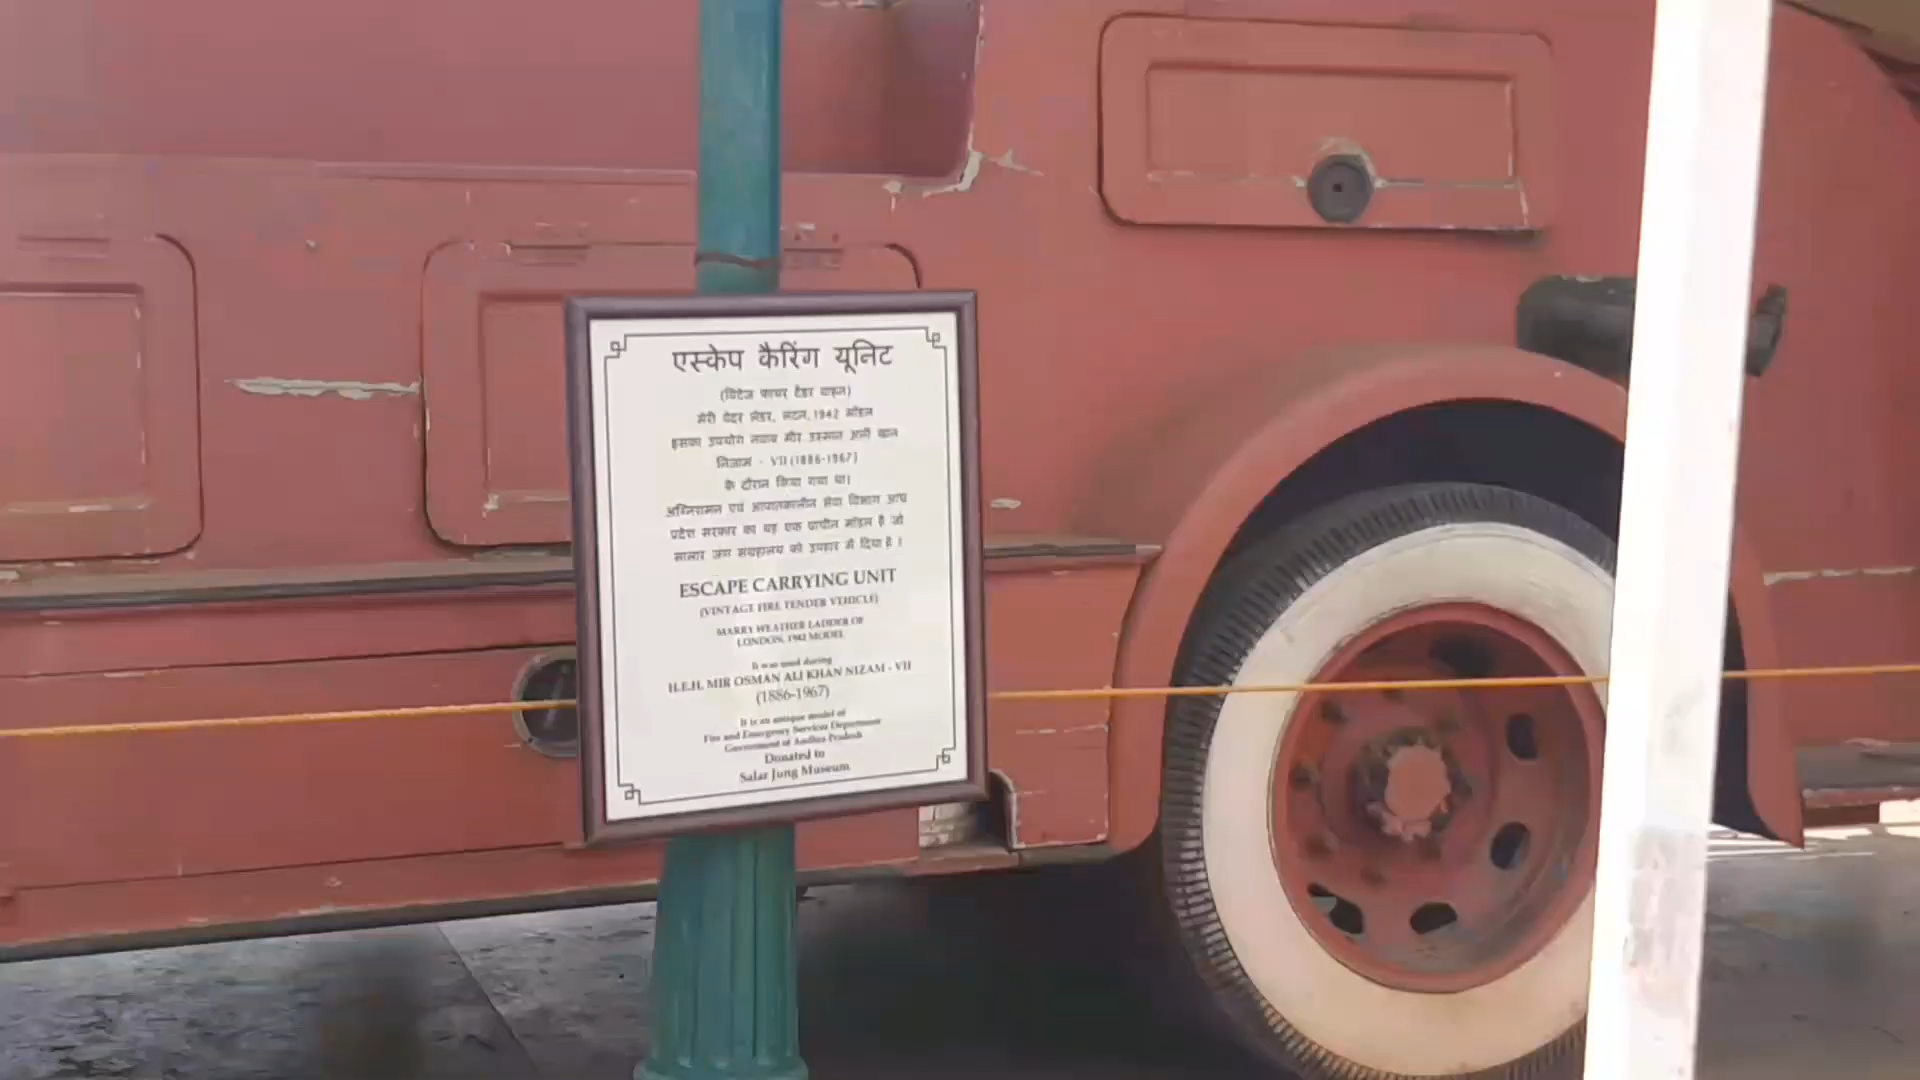 एस्केप कैरिंग यूनिट
(विंटेज फायर टेंडर वाहन)
मेरी वेदर लेडर, लंदन, 1942 मॉडल
इसका उपयोग नवाब मीर उस्मान अली खान
निजाम - VII (1886-1967)
के दौरान किया गया था।
अग्निशमन एवं आपातकालीन सेवा विभाग आंध्र
प्रदेश सरकार का यह एक प्राचीन मॉडल है जो
सालार जंग संग्रहालय को उपहार में दिया है ।
ESCAPE CARRYING UNIT
(VINTAGE FIRE TENDER VEHICLE)
MARRY WEATHER LADDER OF
LONDON, 1942 MODEL
It was used during
H.E.H. MIR OSMAN ALI KHAN NIZAM - VII
(1886-1967)
It is an antique model of
Fire and Emergency Services Department
Government of Andhra Pradesh
Donated to
Salar Jung Museum